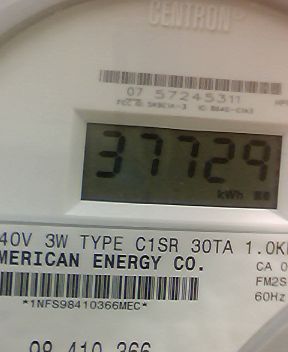 CENTRON
07 57245311
37729
kWh
40V 3W TYPE C1SR 30TA 1.0K
MERICAN ENERGY CO.
CA 0
FM2S
60Hz
*1NFS98410366MEC*
98 410 366